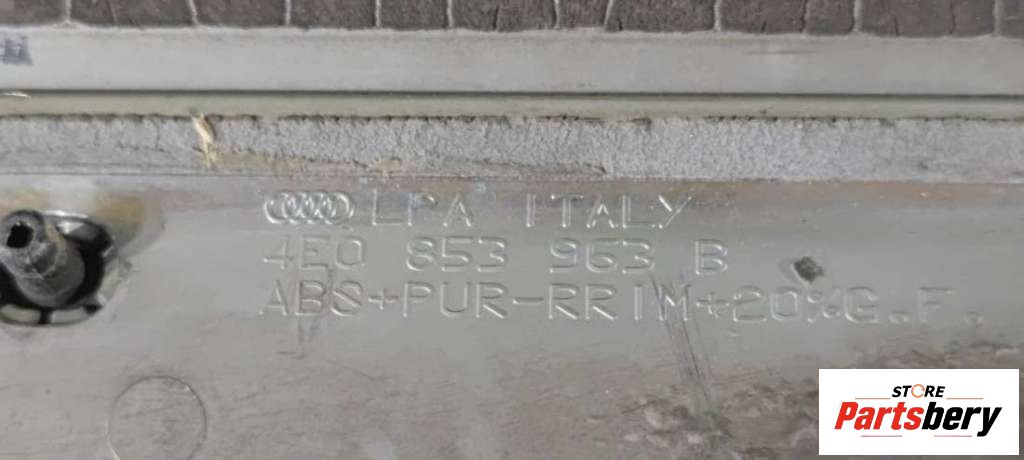 LPA ITALY
4E0 853 963 B
ABS+PUR-RRIM+20%G.F.
STORE
Partsbery